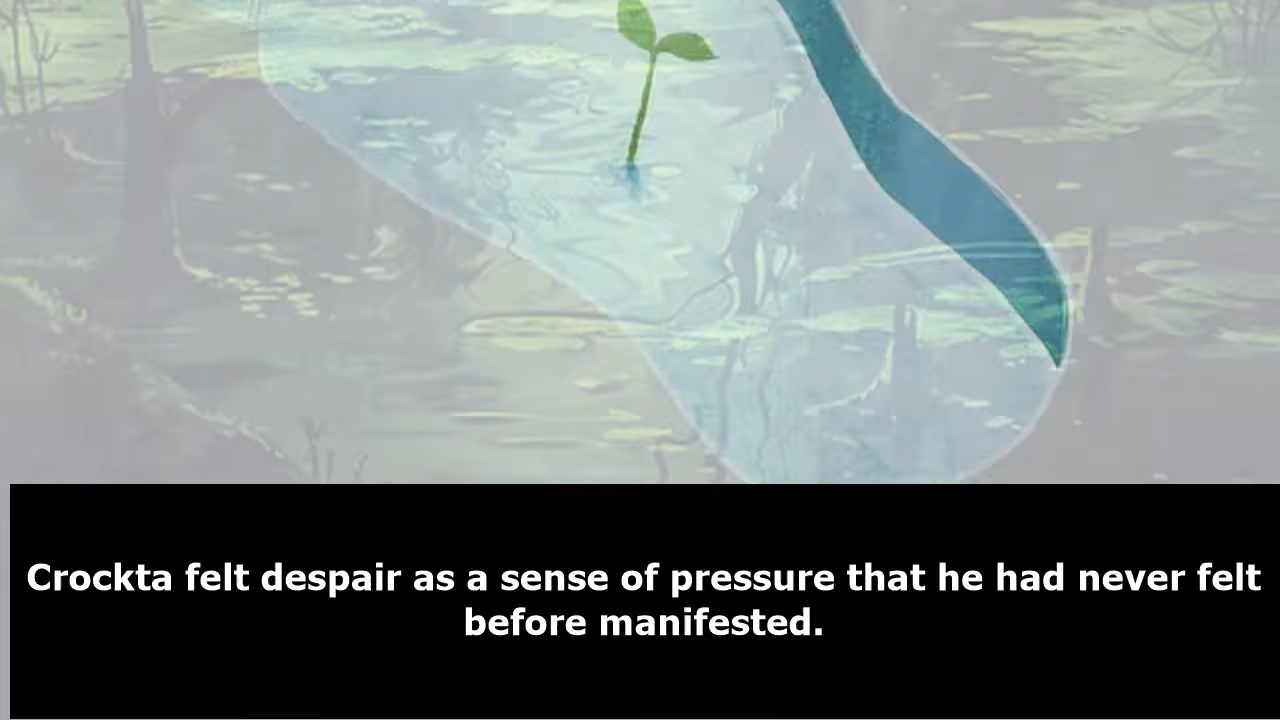 Crockta felt despair as a sense of pressure that he had never felt
before manifested.